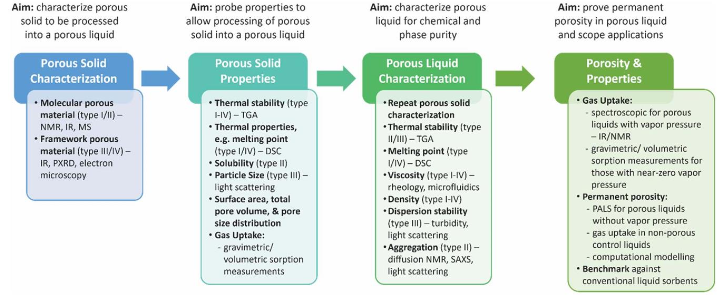 Aim: characterize porous
solid to be processed
into a porous liquid
Porous Solid
Characterization
• Molecular porous
material (type I/II) –
NMR, IR, MS
• Framework porous
material (type III/IV) –
IR, PXRD, electron
microscopy
Aim: probe properties to
allow processing of porous
solid into a porous liquid
Porous Solid
Properties
• Thermal stability (type
I-IV) – TGA
• Thermal properties,
e.g. melting point
(type I/IV) – DSC
• Solubility (type II)
• Particle Size (type III) –
light scattering
• Surface area, total
pore volume, & pore
size distribution
• Gas Uptake:
- gravimetric/
volumetric sorption
measurements
Aim: characterize porous
liquid for chemical and
phase purity
Porous Liquid
Characterization
• Repeat porous solid
characterization
• Thermal stability (type
II/III) – TGA
• Melting point (type
I/IV) – DSC
• Viscosity (type I-IV) –
rheology, microfluidics
• Density (type I-IV)
• Dispersion stability
(type III) – turbidity,
light scattering
• Aggregation (type II) –
diffusion NMR, SAXS,
light scattering
Aim: prove permanent
porosity in porous liquid
and scope applications
Porosity &
Properties
• Gas Uptake:
- spectroscopic for
porous liquids with
vapor pressure –
IR/NMR
- gravimetric/ volumetric
sorption measurements
for those with near-zero
vapor pressure
• Permanent porosity:
- PALS for porous liquids
without vapor pressure
- gas uptake in non-porous
control liquids
- computational modelling
• Benchmark against
conventional liquid sorbents